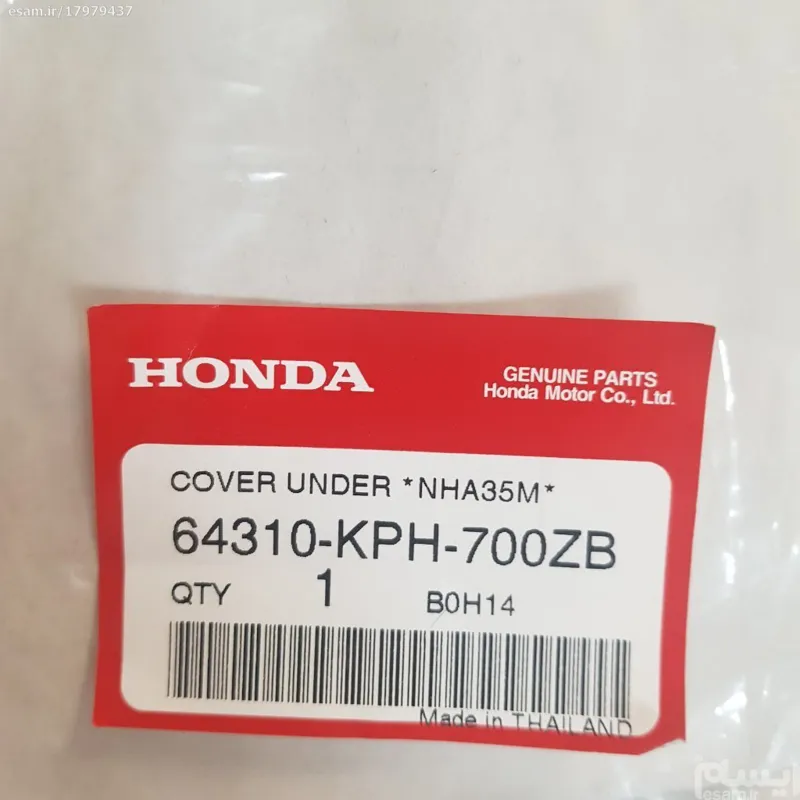 esam.ir/17979437
HONDA
GENUINE PARTS
Honda Motor Co., Ltd.
COVER UNDER *NHA35M*
64310-KPH-700ZB
QTY 1 B0H14
Made in THAILAND
ایسام
esam.ir